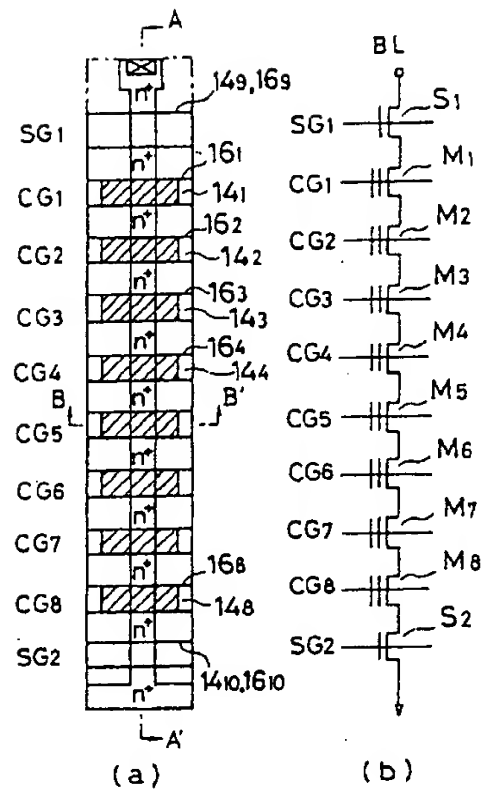 A
n⁺
14₉,16₉
SG₁
n⁺
16₁
CG1
14₁
n⁺
16₂
CG2
14₂
n⁺
16₃
CG3
14₃
n⁺
16₄
CG4
14₄
n⁺
B
B'
CG5
n⁺
CG6
n⁺
CG7
n⁺
16₈
CG8
14₈
n⁺
SG2
n⁺
14₁₀,16₁₀
A'
(a)
BL
S₁
SG₁
M₁
CG1
M₂
CG2
M₃
CG3
M₄
CG4
M₅
CG5
M₆
CG6
M₇
CG7
M₈
CG8
S₂
SG2
(b)